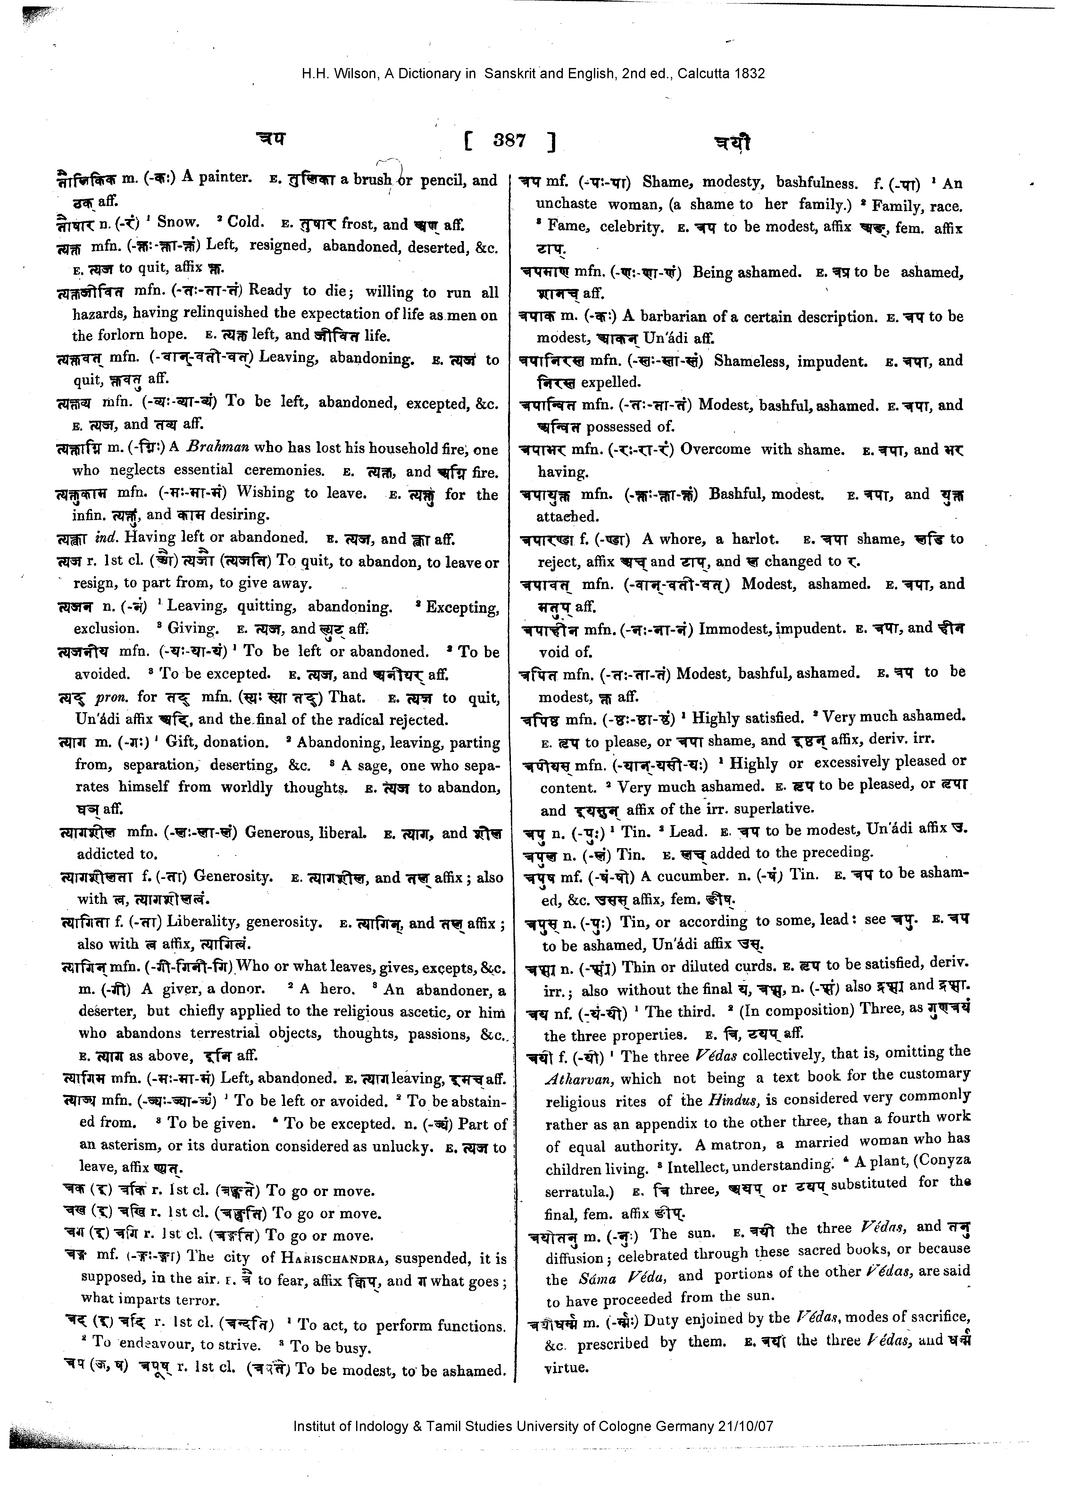 H.H. Wilson, A Dictionary in Sanskrit and English, 2nd ed., Calcutta 1832
त्रप [ 387 ] त्रयी
तौलिकिक m. (-कः) A painter. E. तुलिका a brush or pencil, and
ठक् aff.
तौषार n. (-रं) ¹ Snow. ² Cold. E. तुषार frost, and अण् aff.
त्यक्त mfn. (-क्तः-क्ता-क्तं) Left, resigned, abandoned, deserted, &c.
E. त्यज to quit, affix क्त.
त्यक्तजीवित mfn. (-तः-ता-तं) Ready to die; willing to run all
hazards, having relinquished the expectation of life as men on
the forlorn hope. E. त्यक्त left, and जीवित life.
त्यक्तवत् mfn. (-वान्-वती-वत्) Leaving, abandoning. E. त्यज to
quit, क्तवतु aff.
त्यक्तव्य mfn. (-व्यः-व्या-व्यं) To be left, abandoned, excepted, &c.
E. त्यज, and तव्य aff.
त्यक्ताग्नि m. (-ग्निः) A Brahman who has lost his household fire, one
who neglects essential ceremonies. E. त्यक्त, and अग्नि fire.
त्यक्तुकाम mfn. (-मः-मा-मं) Wishing to leave. E. त्यक्तुं for the
infin. त्यक्तुं, and काम desiring.
त्यक्त्वा ind. Having left or abandoned. E. त्यज, and क्त्वा aff.
त्यज r. 1st cl. (औ) त्यजौ (त्यजति) To quit, to abandon, to leave or
resign, to part from, to give away.
त्यजन n. (-नं) ¹ Leaving, quitting, abandoning. ² Excepting,
exclusion. ³ Giving. E. त्यज, and ल्युट् aff.
त्यजनीय mfn. (-यः-या-यं) ¹ To be left or abandoned. ² To be
avoided. ³ To be excepted. E. त्यज, and अनीयर् aff.
त्यद् pron. for तद् mfn. (स्यः स्या तद्) That. E. त्यज to quit,
Un'ádi affix अदि, and the final of the radical rejected.
त्याग m. (-गः) ¹ Gift, donation. ² Abandoning, leaving, parting
from, separation, deserting, &c. ³ A sage, one who sepa-
rates himself from worldly thoughts. E. त्यज to abandon,
घञ् aff.
त्यागशील mfn. (-लः-ला-लं) Generous, liberal. E. त्याग, and शील
addicted to.
त्यागशीलता f. (-ता) Generosity. E. त्यागशील, and तल् affix; also
with त्व, त्यागशीलत्वं.
त्यागिता f. (-ता) Liberality, generosity. E. त्यागिन्, and तल् affix;
also with त्व affix, त्यागित्वं.
त्यागिन् mfn. (-गी-गिनी-गि) Who or what leaves, gives, excepts, &c.
m. (-गी) A giver, a donor. ² A hero. ³ An abandoner, a
deserter, but chiefly applied to the religious ascetic, or him
who abandons terrestrial objects, thoughts, passions, &c.
E. त्याग as above, इनि aff.
त्यागिम mfn. (-मः-मा-मं) Left, abandoned. E. त्याग leaving, इमच् aff.
त्याज्य mfn. (-ज्यः-ज्या-ज्यं) ¹ To be left or avoided. ² To be abstain-
ed from. ³ To be given. ⁴ To be excepted. n. (-ज्यं) Part of
an asterism, or its duration considered as unlucky. E. त्यज to
leave, affix ण्यत्.
त्रक (इ) त्रकि r. 1st cl. (त्रङ्कते) To go or move.
त्रख (इ) त्रखि r. 1st cl. (त्रङ्खति) To go or move.
त्रग (इ) त्रगि r. 1st cl. (त्रङ्गति) To go or move.
त्रङ्ग mf. (-ङ्गः-ङ्गा) The city of HARISCHANDRA, suspended, it is
supposed, in the air. E. त्रै to fear, affix क्विप्, and ग what goes;
what imparts terror.
त्रद (इ) त्रदि r. 1st cl. (त्रन्दति) ¹ To act, to perform functions.
² To endeavour, to strive. ³ To be busy.
त्रप (ऊ, ष) त्रपूष् r. 1st cl. (त्रपते) To be modest, to be ashamed.
त्रप mf. (-पः-पा) Shame, modesty, bashfulness. f. (-पा) ¹ An
unchaste woman, (a shame to her family.) ² Family, race.
³ Fame, celebrity. E. त्रप to be modest, affix अङ्, fem. affix
टाप्.
त्रपमाण mfn. (-णः-णा-णं) Being ashamed. E. त्रप to be ashamed,
शानच् aff.
त्रपाक m. (-कः) A barbarian of a certain description. E. त्रप to be
modest, आकन् Un'ádi aff.
त्रपानिरस्त mfn. (-स्तः-स्ता-स्तं) Shameless, impudent. E. त्रपा, and
निरस्त expelled.
त्रपान्वित mfn. (-तः-ता-तं) Modest, bashful, ashamed. E. त्रपा, and
अन्वित possessed of.
त्रपाभर mfn. (-रः-रा-रं) Overcome with shame. E. त्रपा, and भर
having.
त्रपायुक्त mfn. (-क्तः-क्ता-क्तं) Bashful, modest. E. त्रपा, and युक्त
attached.
त्रपारण्डा f. (-ण्डा) A whore, a harlot. E. त्रपा shame, लडि to
reject, affix अच् and टाप्, and ल changed to र.
त्रपावत् mfn. (-वान्-वती-वत्) Modest, ashamed. E. त्रपा, and
मतुप् aff.
त्रपाहीन mfn. (-नः-ना-नं) Immodest, impudent. E. त्रपा, and हीन
void of.
त्रपित mfn. (-तः-ता-तं) Modest, bashful, ashamed. E. त्रप to be
modest, क्त aff.
त्रपिष्ठ mfn. (-ष्ठः-ष्ठा-ष्ठं) ¹ Highly satisfied. ² Very much ashamed.
E. तृप to please, or त्रपा shame, and इष्ठन् affix, deriv. irr.
त्रपीयस् mfn. (-यान्-यसी-यः) ¹ Highly or excessively pleased or
content. ² Very much ashamed. E. तृप to be pleased, or तृपा
and इयसुन् affix of the irr. superlative.
त्रपु n. (-पुः) ¹ Tin. ² Lead. E. त्रप to be modest, Un'ádi affix उ.
त्रपुल n. (-लं) Tin. E. लच् added to the preceding.
त्रपुष mf. (-षं-षी) A cucumber. n. (-षं) Tin. E. त्रप to be asham-
ed, &c. उसस् affix, fem. ङीष्.
त्रपुस् n. (-पुः) Tin, or according to some, lead: see त्रपु. E. त्रप
to be ashamed, Un'ádi affix उस्.
त्रप्स्य n. (-प्स्यं) Thin or diluted curds. E. तृप to be satisfied, deriv.
irr.; also without the final य, त्रप्स, n. (-प्सं) also द्रप्स्य and द्रप्स.
त्रय nf. (-यं-यी) ¹ The third. ² (In composition) Three, as गुणत्रयं
the three properties. E. त्रि, टयप् aff.
त्रयी f. (-यी) ¹ The three Védas collectively, that is, omitting the
Atharvan, which not being a text book for the customary
religious rites of the Hindus, is considered very commonly
rather as an appendix to the other three, than a fourth work
of equal authority. A matron, a married woman who has
children living. ³ Intellect, understanding. ⁴ A plant, (Conyza
serratula.) E. त्रि three, अयप् or टयप् substituted for the
final, fem. affix ङीप्.
त्रयीतनु m. (-नुः) The sun. E. त्रयी the three Védas, and तनु
diffusion; celebrated through these sacred books, or because
the Sáma Véda, and portions of the other Védas, are said
to have proceeded from the sun.
त्रयीधर्म्म m. (-र्म्मः) Duty enjoined by the Védas, modes of sacrifice,
&c. prescribed by them. E. त्रयी the three Védas, and धर्म्म
virtue.
Institut of Indology & Tamil Studies University of Cologne Germany 21/10/07